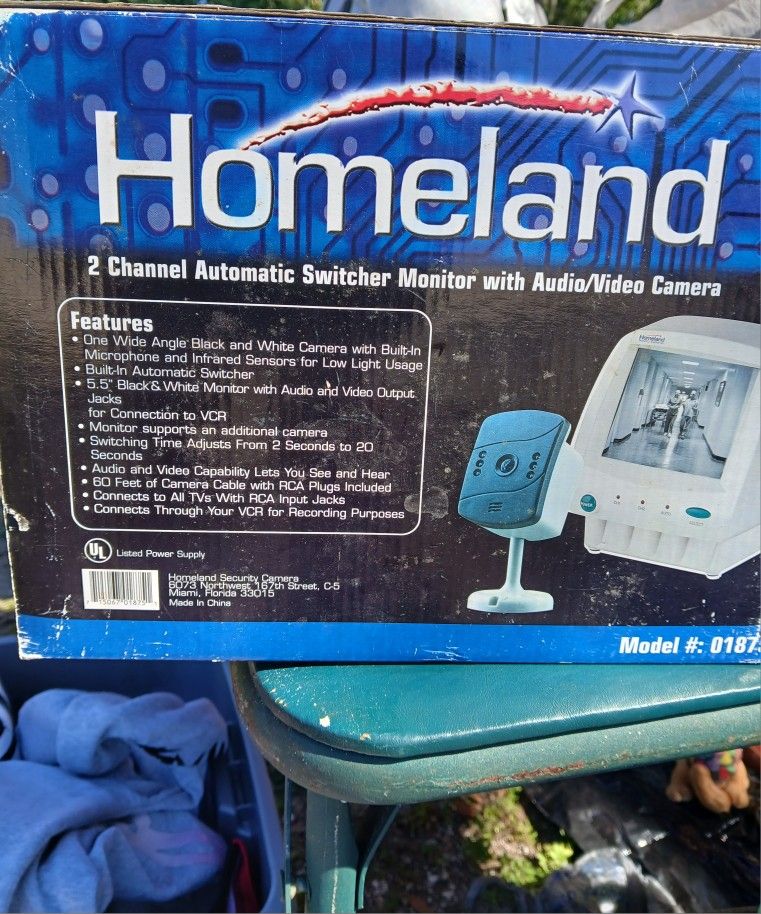 Homeland
2 Channel Automatic Switcher Monitor with Audio/Video Camera
Features
• One Wide Angle Black and White Camera with Built-In
Microphone and Infrared Sensors for Low Light Usage
• Built-In Automatic Switcher
• 5.5" Black & White Monitor with Audio and Video Output
Jacks
for Connection to VCR
• Monitor supports an additional camera
• Switching Time Adjusts From 2 Seconds to 20
Seconds
• Audio and Video Capability Lets You See and Hear
• 60 Feet of Camera Cable with RCA Plugs Included
• Connects to All TVs With RCA Input Jacks
• Connects Through Your VCR for Recording Purposes
Homeland
POWER
AUTO
SELECT
UL Listed Power Supply
Homeland Security Camera
6073 Northwest 167th Street, C-5
Miami, Florida 33015
Made In China
Model #: 0187